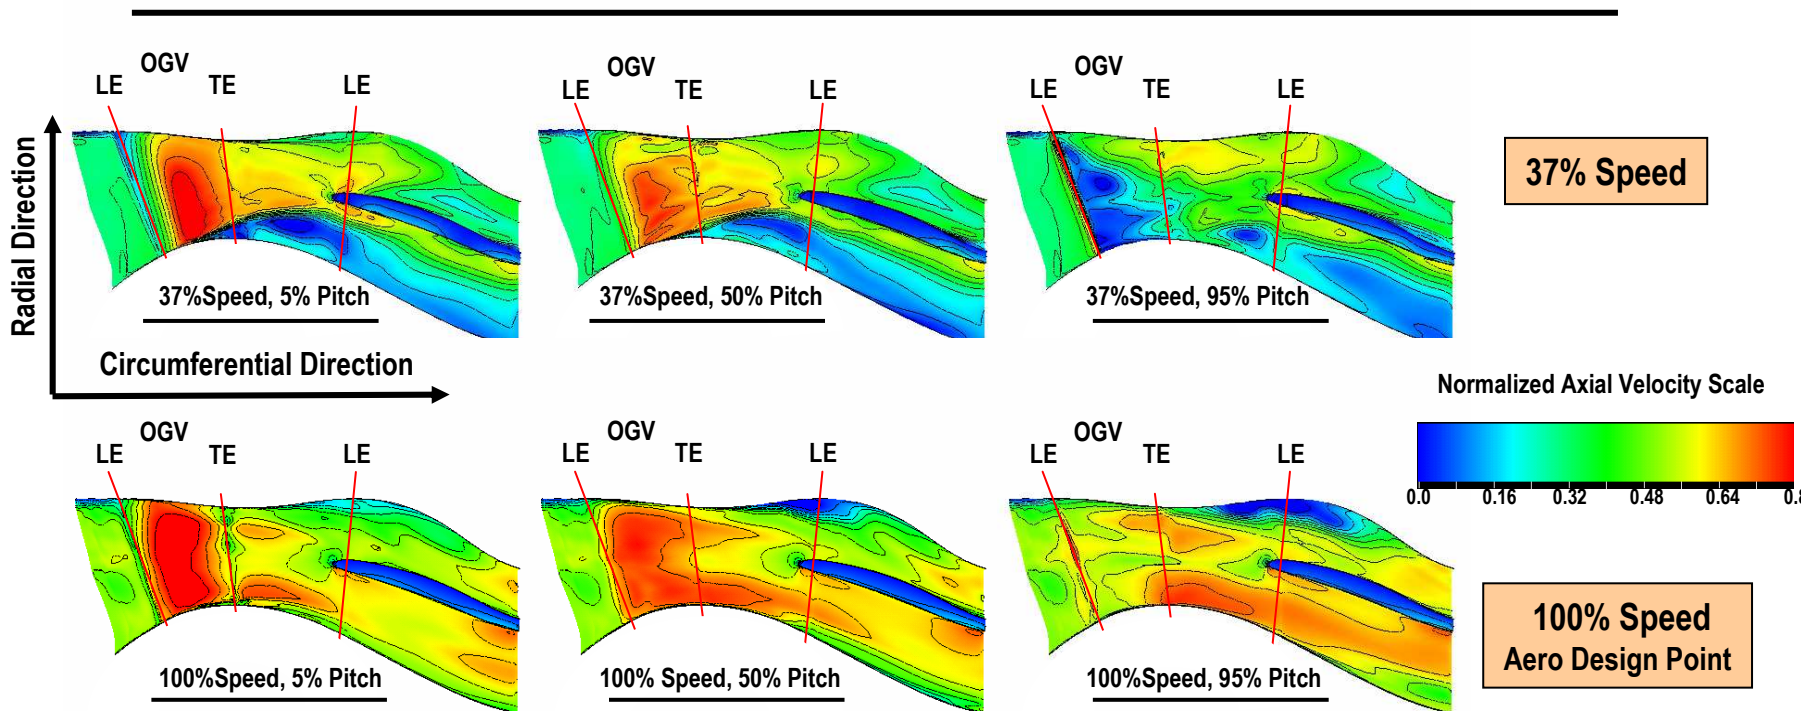 OGV
LE
TE
LE
OGV
LE
TE
LE
OGV
LE
TE
LE
Radial Direction
37% Speed
37%Speed, 5% Pitch
37%Speed, 50% Pitch
37%Speed, 95% Pitch
Circumferential Direction
Normalized Axial Velocity Scale
0.0 0.16 0.32 0.48 0.64 0.8
OGV
LE
TE
LE
OGV
LE
TE
LE
OGV
LE
TE
LE
100% Speed
Aero Design Point
100%Speed, 5% Pitch
100% Speed, 50% Pitch
100%Speed, 95% Pitch